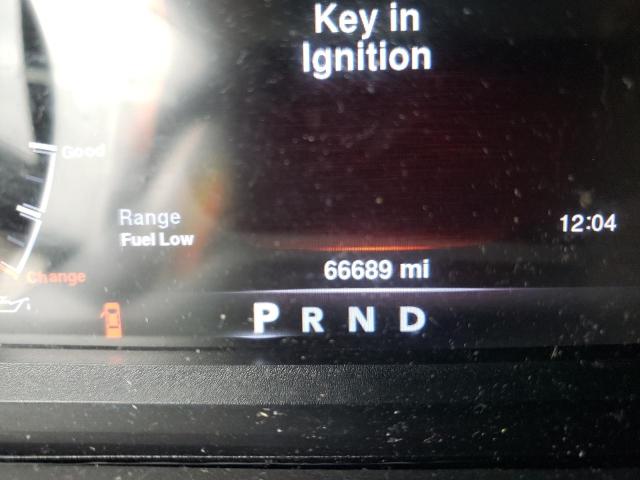 Key in
Ignition
Good
Range
Fuel Low
12:04
66689 mi
Change
P R N D